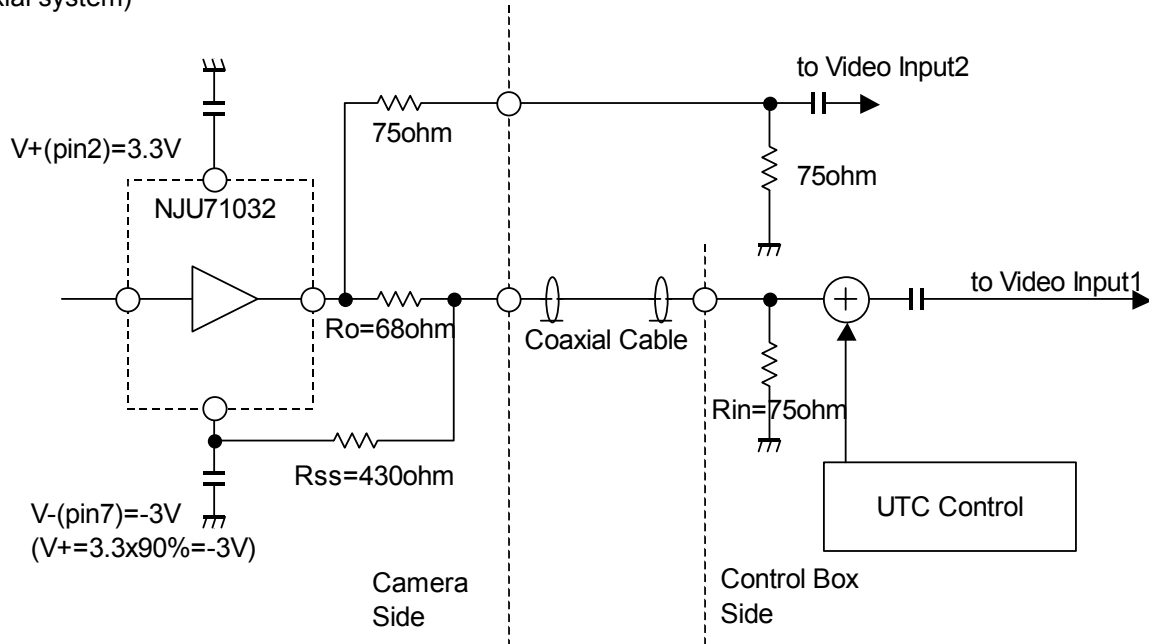 xial system)
to Video Input2
75ohm
V+(pin2)=3.3V
75ohm
NJU71032
to Video Input1
+
Ro=68ohm
Coaxial Cable
Rin=75ohm
Rss=430ohm
UTC Control
V-(pin7)=-3V
(V+=3.3x90%=-3V)
Camera
Side
Control Box
Side